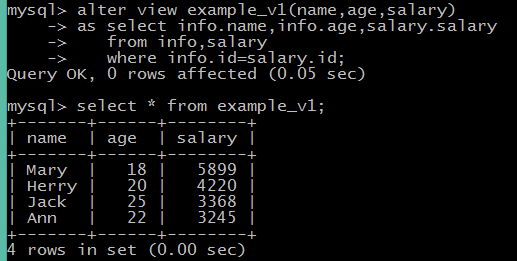 mysql> alter view example_v1(name,age,salary)
    -> as select info.name,info.age,salary.salary
    ->    from info,salary
    ->    where info.id=salary.id;
Query OK, 0 rows affected (0.05 sec)
mysql> select * from example_v1;
+-------+------+--------+
| name  | age  | salary |
+-------+------+--------+
| Mary  |   18 |   5899 |
| Herry |   20 |   4220 |
| Jack  |   25 |   3368 |
| Ann   |   22 |   3245 |
+-------+------+--------+
4 rows in set (0.00 sec)